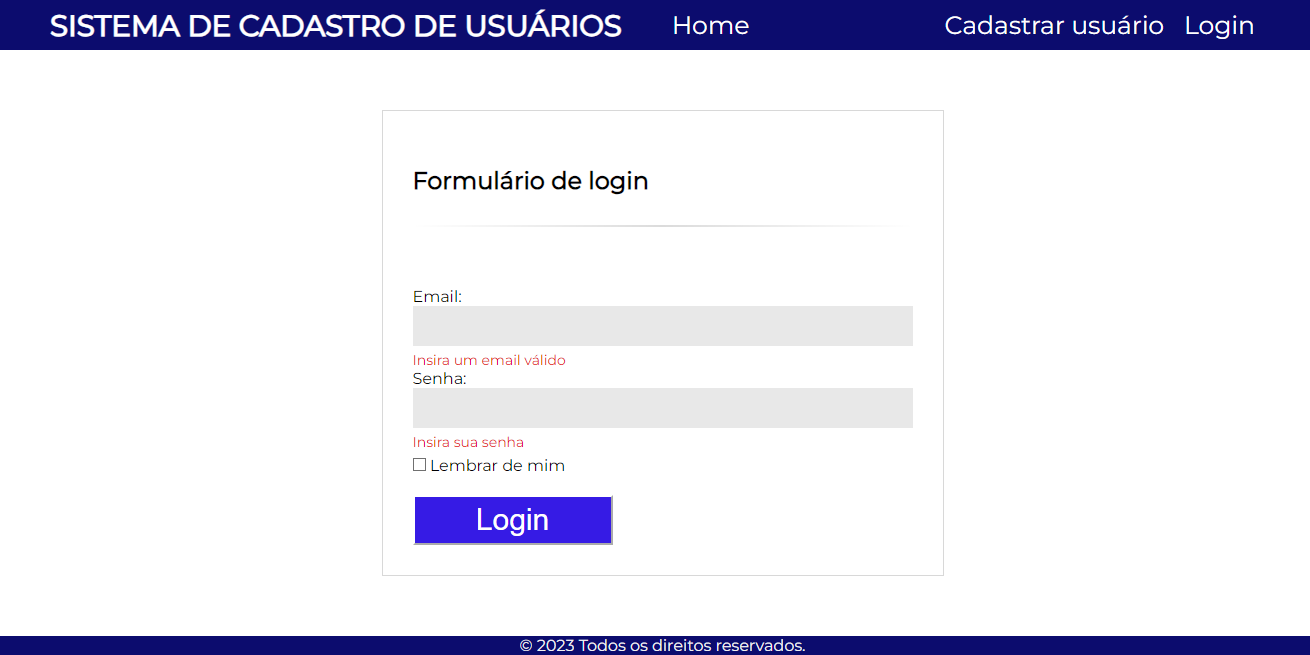 SISTEMA DE CADASTRO DE USUÁRIOS Home Cadastrar usuário Login
Formulário de login
Email:
Insira um email válido
Senha:
Insira sua senha
Lembrar de mim
Login
© 2023 Todos os direitos reservados.